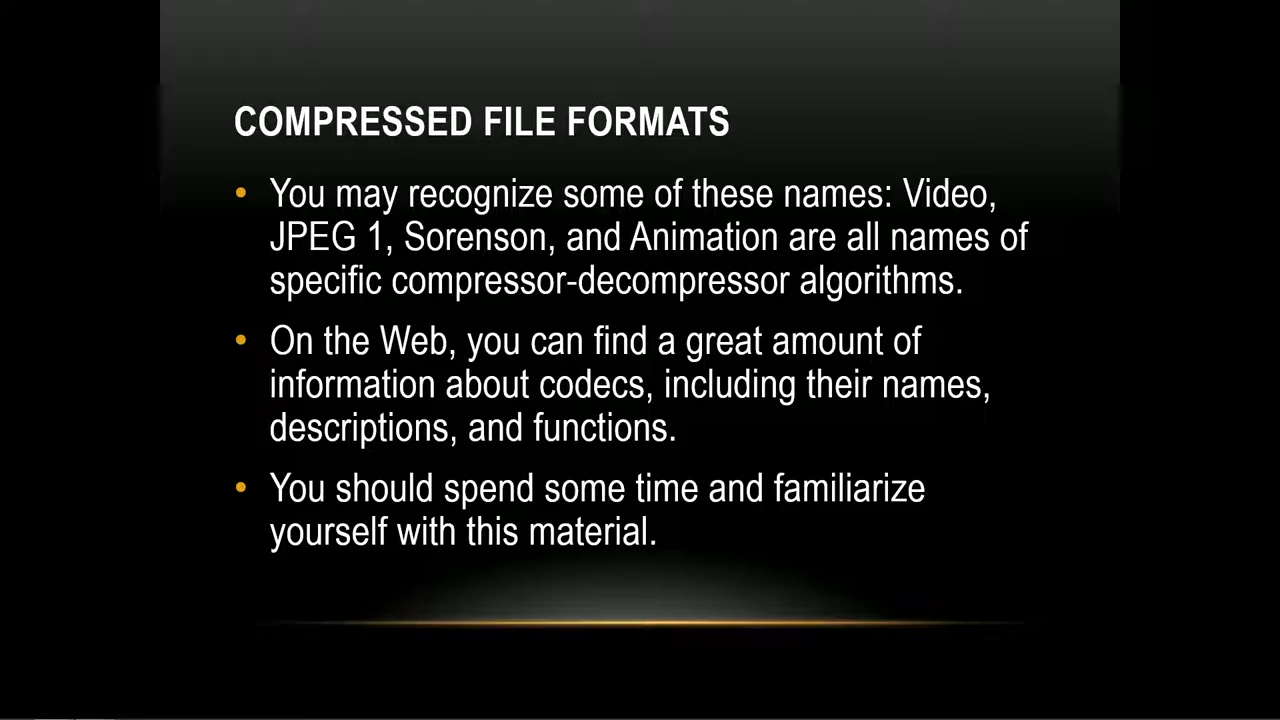 COMPRESSED FILE FORMATS
• You may recognize some of these names: Video,
JPEG 1, Sorenson, and Animation are all names of
specific compressor-decompressor algorithms.
• On the Web, you can find a great amount of
information about codecs, including their names,
descriptions, and functions.
• You should spend some time and familiarize
yourself with this material.